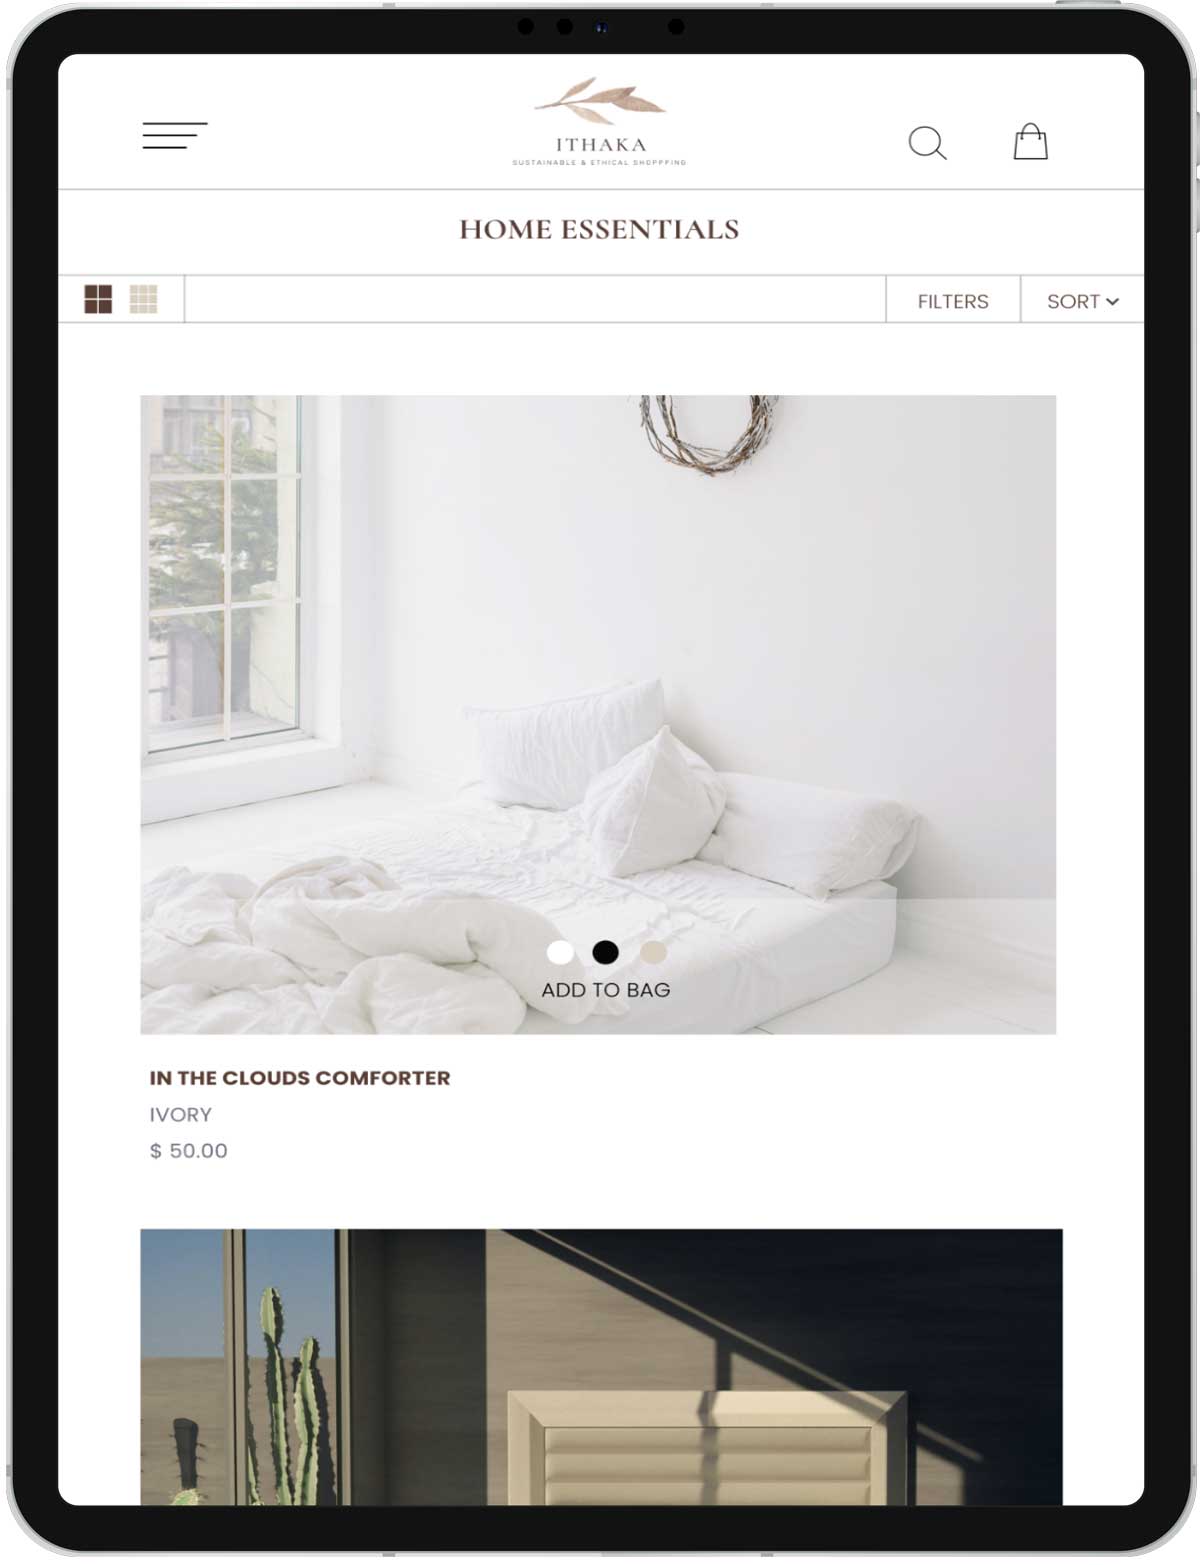 ITHAKA
SUSTAINABLE & ETHICAL SHOPPPING
HOME ESSENTIALS
FILTERS
SORT
ADD TO BAG
IN THE CLOUDS COMFORTER
IVORY
$ 50.00